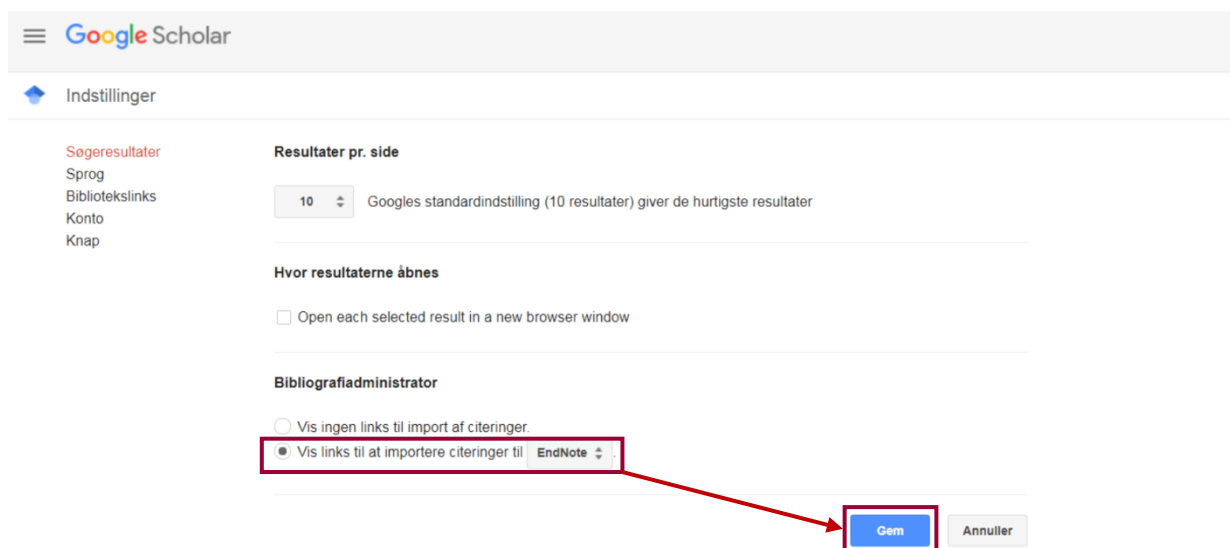 Google Scholar
Indstillinger
Søgeresultater
Sprog
Bibliotekslinks
Konto
Knap
Resultater pr. side
10 Googles standardindstilling (10 resultater) giver de hurtigste resultater
Hvor resultaterne åbnes
Open each selected result in a new browser window
Bibliografiadministrator
Vis ingen links til import af citeringer.
Vis links til at importere citeringer til EndNote .
Gem Annuller